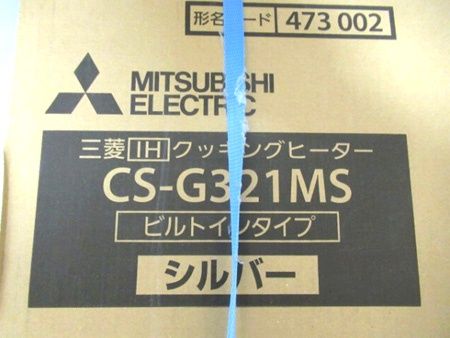 形名コード 473 002
MITSUBISHI
ELECTRIC
三菱IHクッキングヒーター
CS-G321MS
ビルトインタイプ
シルバー